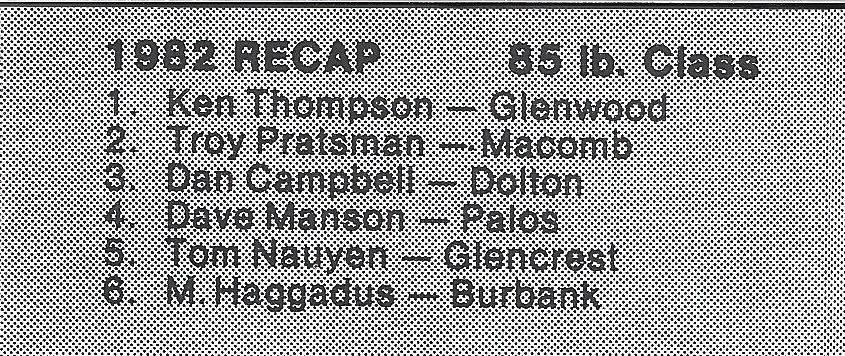 1982 RECAP 85 lb. Class
1. Ken Thompson — Glenwood
2. Troy Pratsman — Macomb
3. Dan Campbell — Dolton
4. Dave Manson — Palos
5. Tom Nauyen — Glencrest
6. M. Haggadus — Burbank